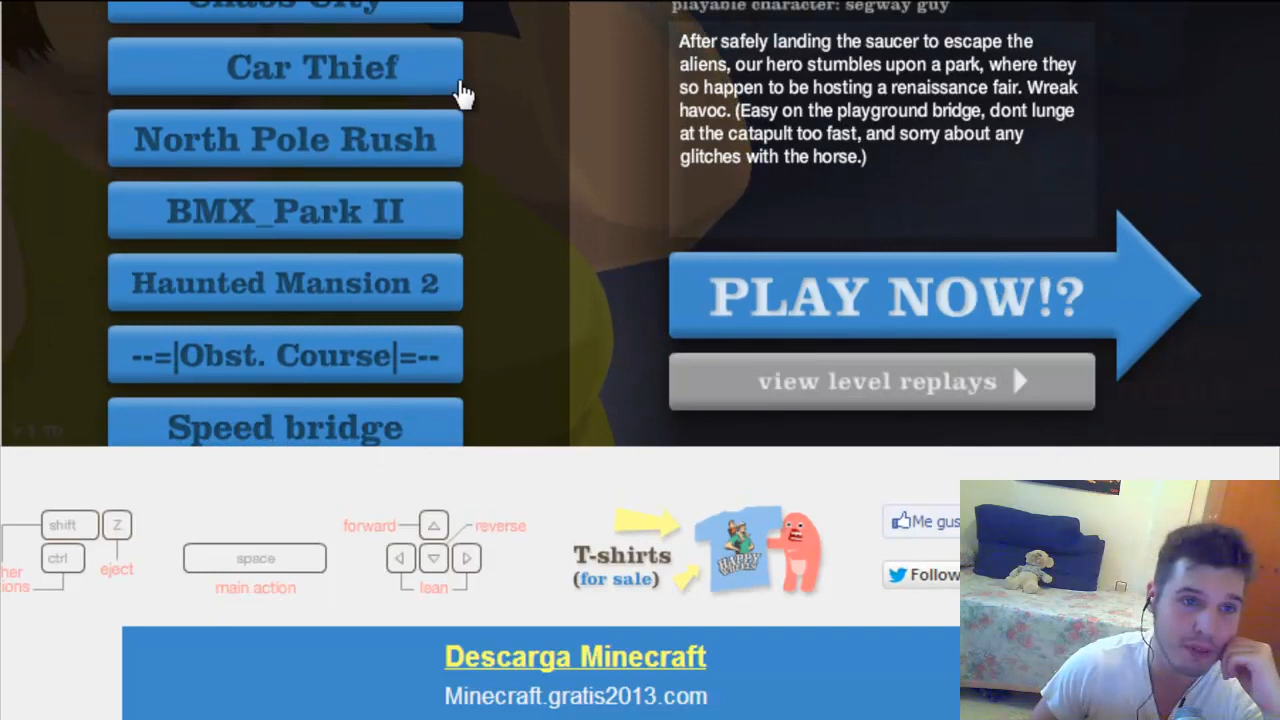 Chaos City
Car Thief
North Pole Rush
BMX_Park II
Haunted Mansion 2
--=|Obst. Course|=--
Speed bridge
playable character: segway guy
After safely landing the saucer to escape the
aliens, our hero stumbles upon a park, where they
so happen to be hosting a renaissance fair. Wreak
havoc. (Easy on the playground bridge, dont lunge
at the catapult too fast, and sorry about any
glitches with the horse.)
PLAY NOW!?
view level replays
shift
Z
ctrl
eject
space
main action
forward
reverse
lean
T-shirts
(for sale)
HAPPY WHEELS
Me gus
Follow
Descarga Minecraft
Minecraft.gratis2013.com